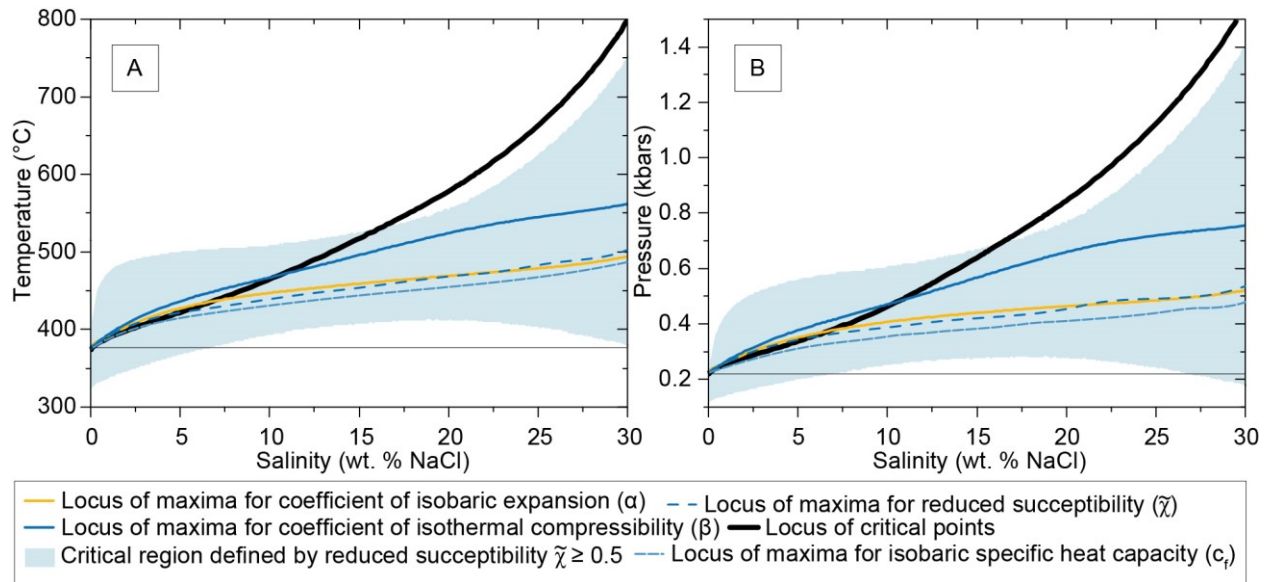 A
B
800
700
600
500
400
300
Temperature (°C)
0 5 10 15 20 25 30
Salinity (wt. % NaCl)
1.4
1.2
1.0
0.8
0.6
0.4
0.2
Pressure (kbars)
0 5 10 15 20 25 30
Salinity (wt. % NaCl)
Locus of maxima for coefficient of isobaric expansion (α)
Locus of maxima for reduced succeptibility (χ̃)
Locus of maxima for coefficient of isothermal compressibility (β)
Locus of critical points
Critical region defined by reduced succeptibility χ̃ ≥ 0.5
Locus of maxima for isobaric specific heat capacity (c_f)